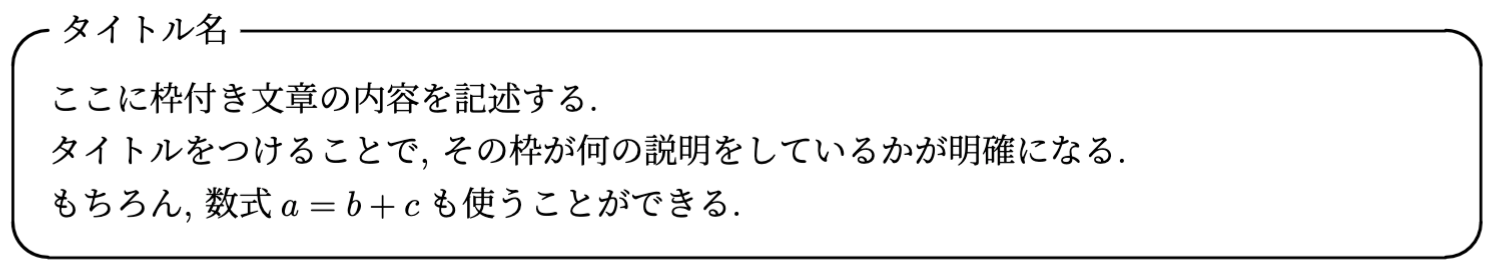 タイトル名
ここに枠付き文章の内容を記述する.
タイトルをつけることで, その枠が何の説明をしているかが明確になる.
もちろん, 数式 a = b + c も使うことができる.